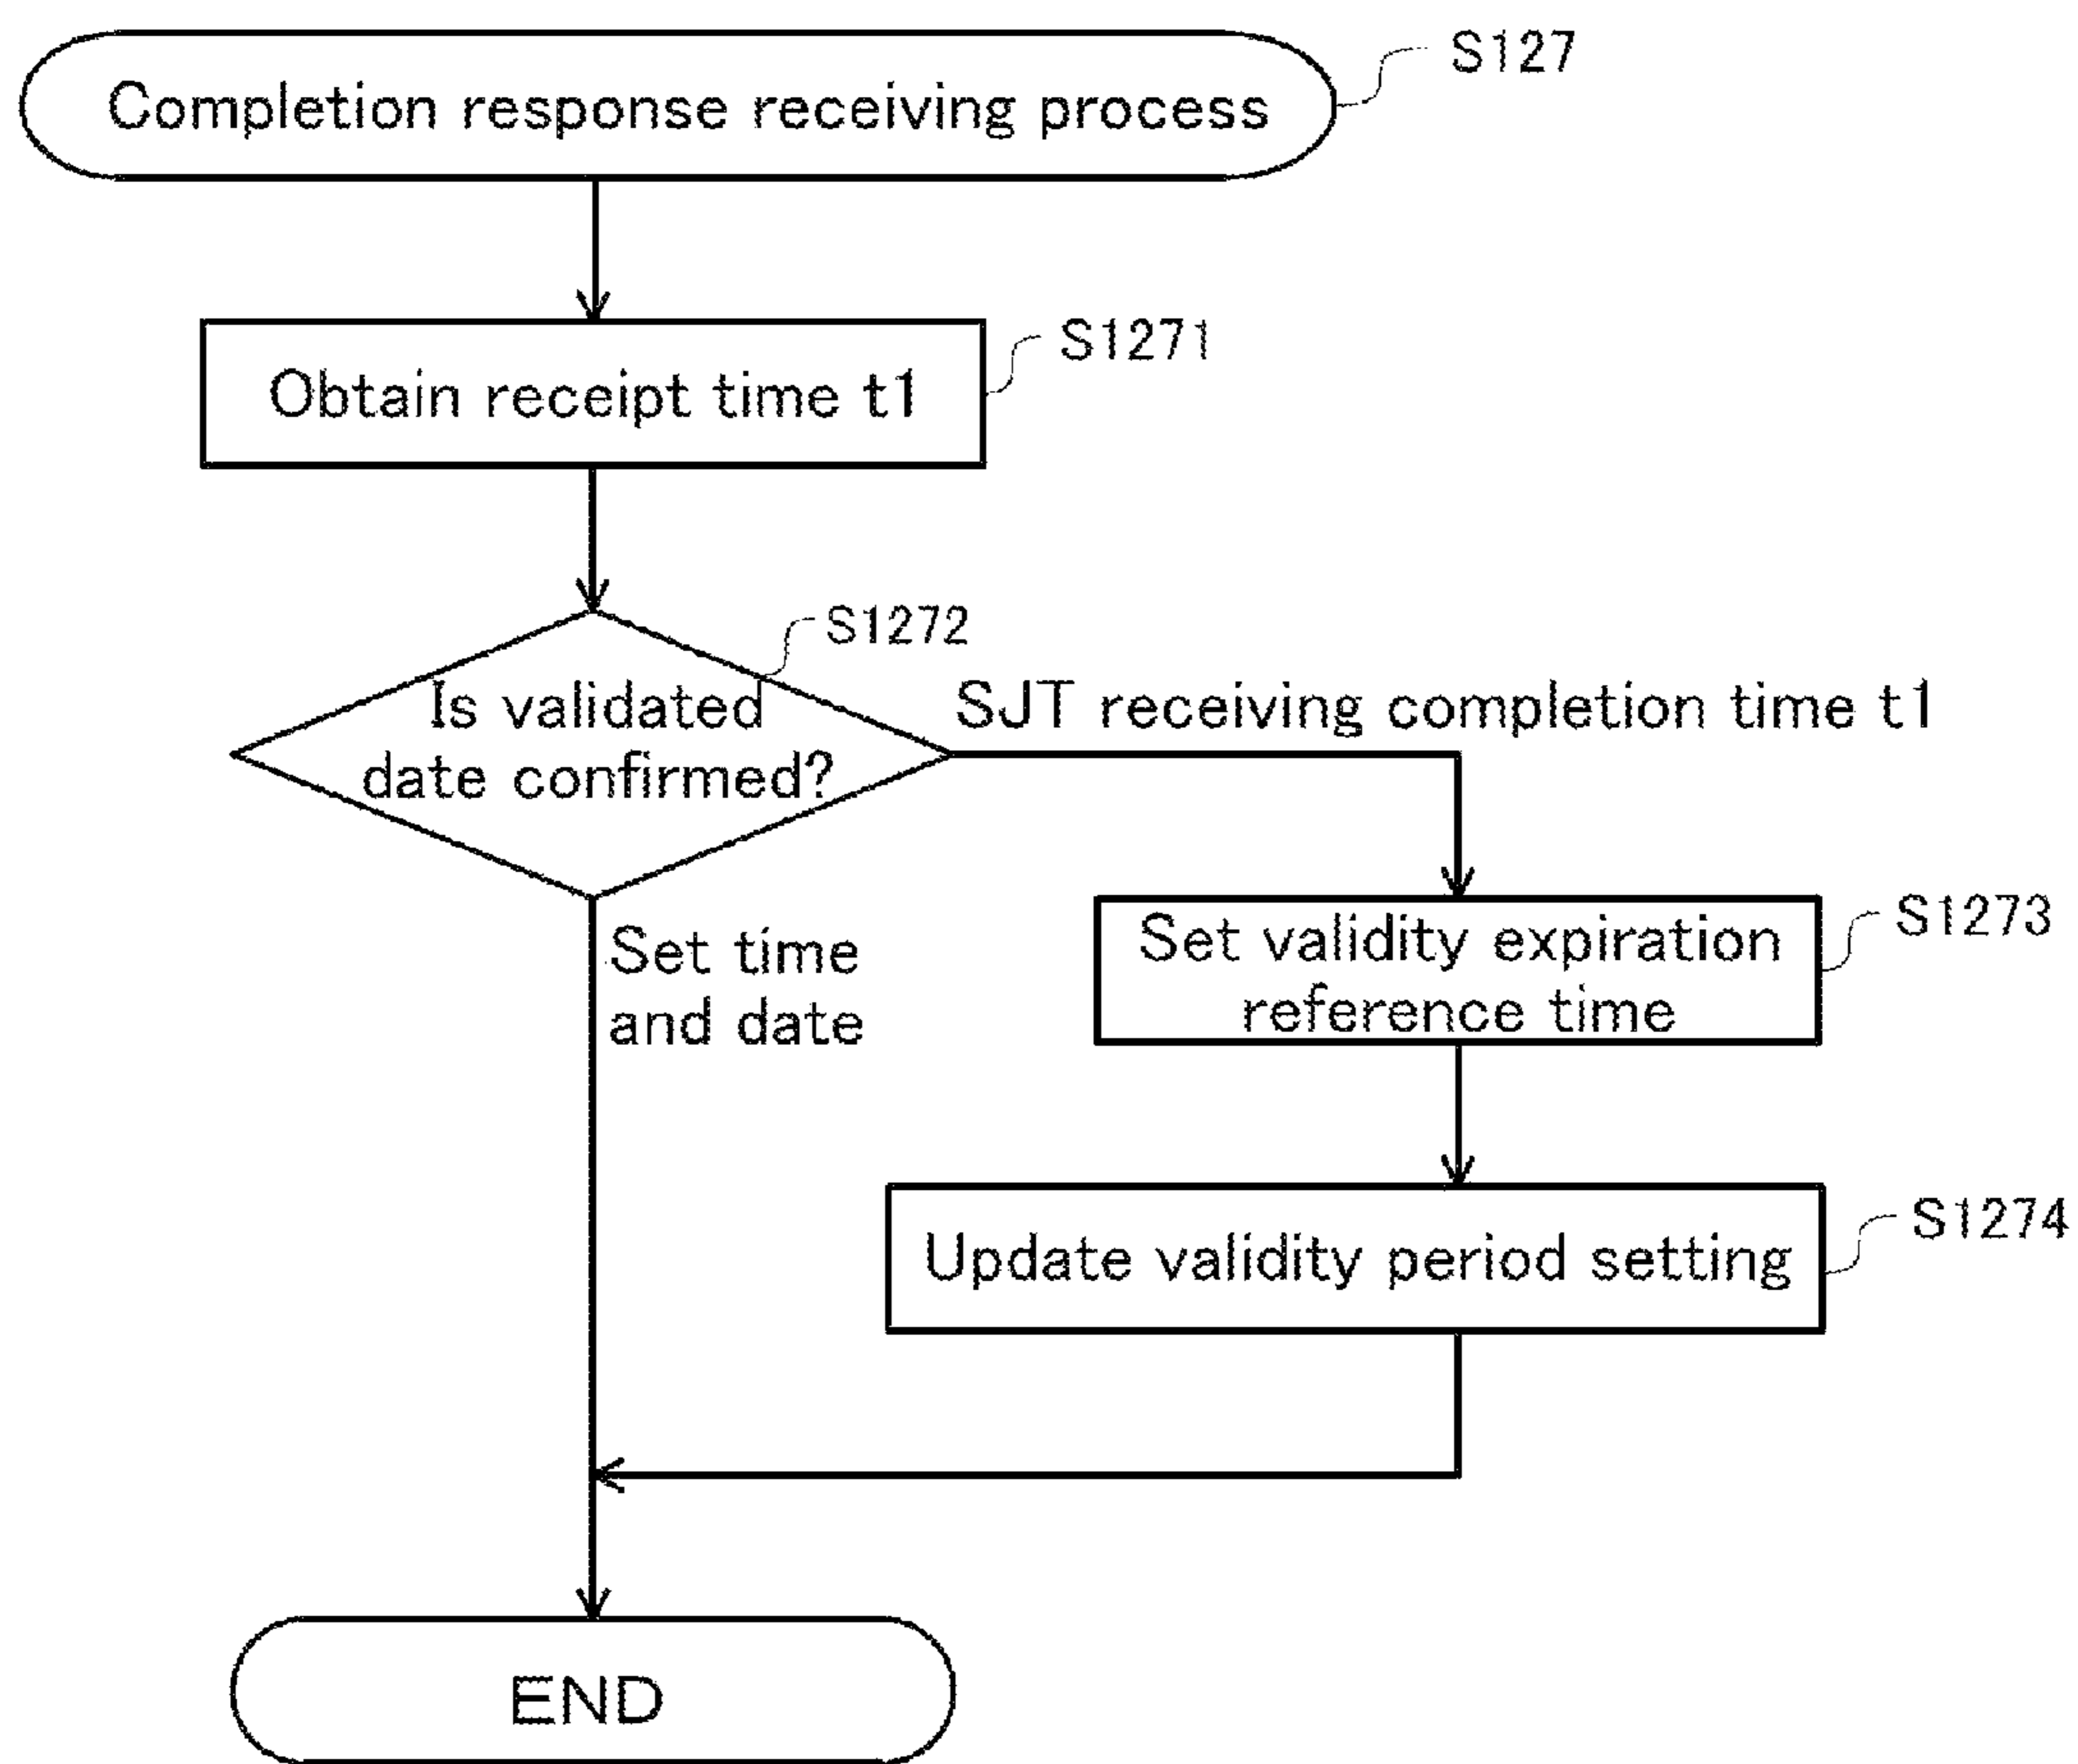 Completion response receiving process
S127
Obtain receipt time t1
S1271
S1272
Is validated
date confirmed?
SJT receiving completion time t1
Set time
and date
Set validity expiration
reference time
S1273
Update validity period setting
S1274
END